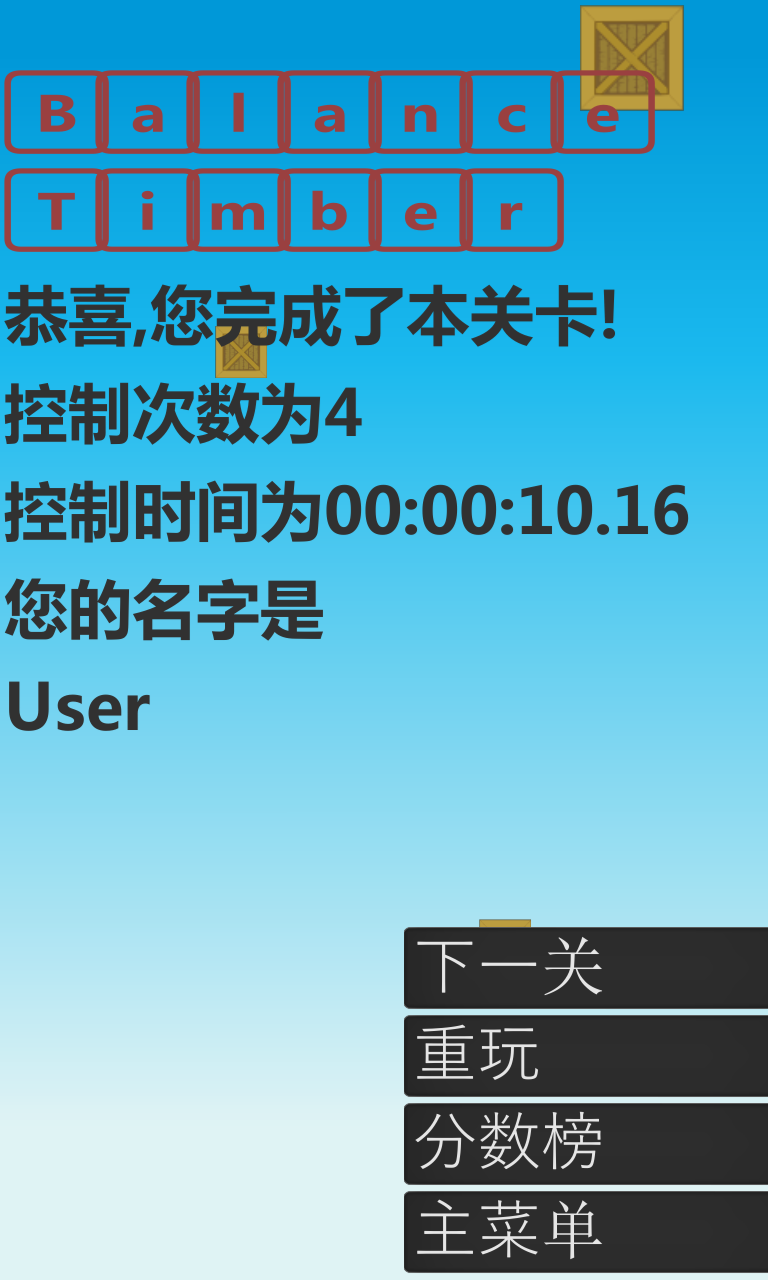 Balance
Timber
恭喜,您完成了本关卡!
控制次数为4
控制时间为00:00:10.16
您的名字是
User
下一关
重玩
分数榜
主菜单